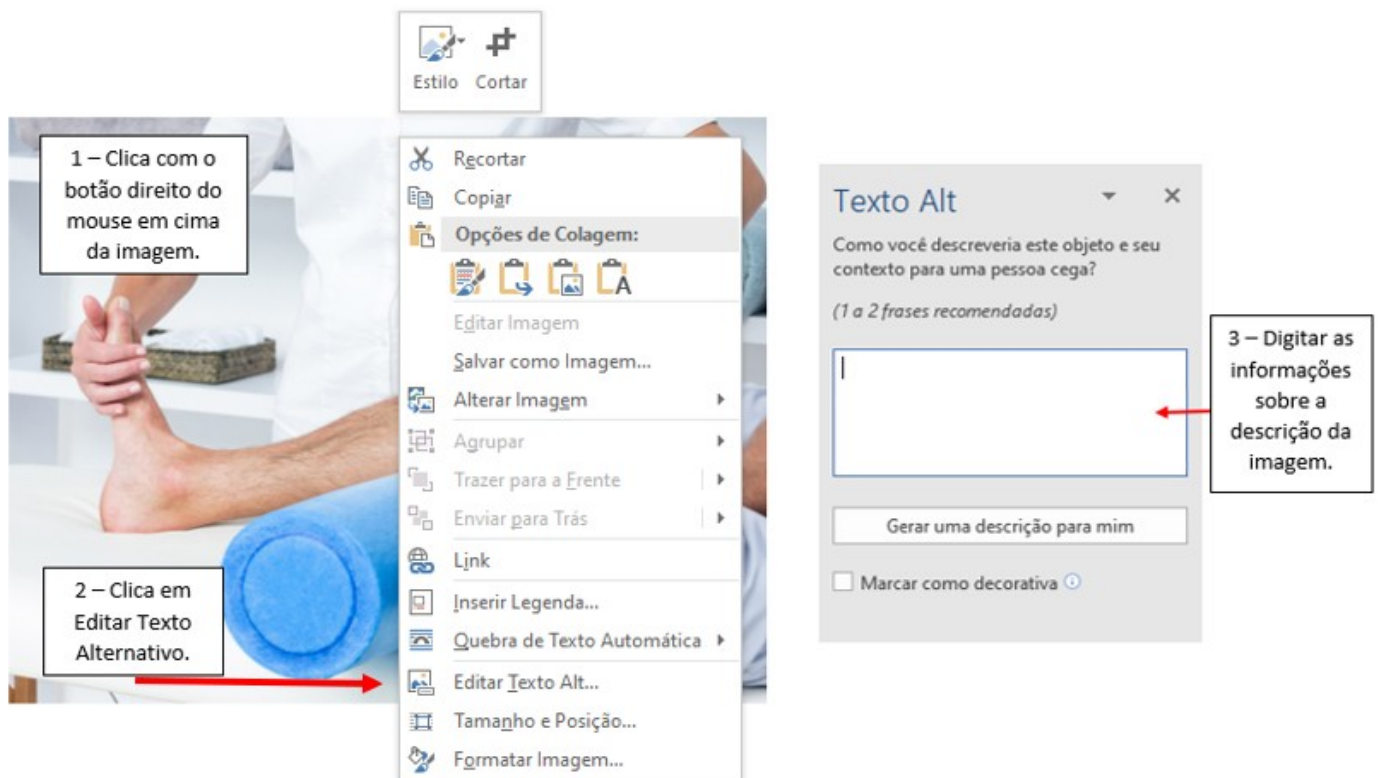 Estilo Cortar
1 – Clica com o
botão direito do
mouse em cima
da imagem.
Recortar
Copiar
Opções de Colagem:
A
Editar Imagem
Salvar como Imagem...
Alterar Imagem
Agrupar
Trazer para a Frente
Enviar para Trás
Link
Inserir Legenda...
Quebra de Texto Automática
Editar Texto Alt...
Tamanho e Posição...
Formatar Imagem...
2 – Clica em
Editar Texto
Alternativo.
Texto Alt
Como você descreveria este objeto e seu
contexto para uma pessoa cega?
(1 a 2 frases recomendadas)
Gerar uma descrição para mim
Marcar como decorativa
3 – Digitar as
informações
sobre a
descrição da
imagem.